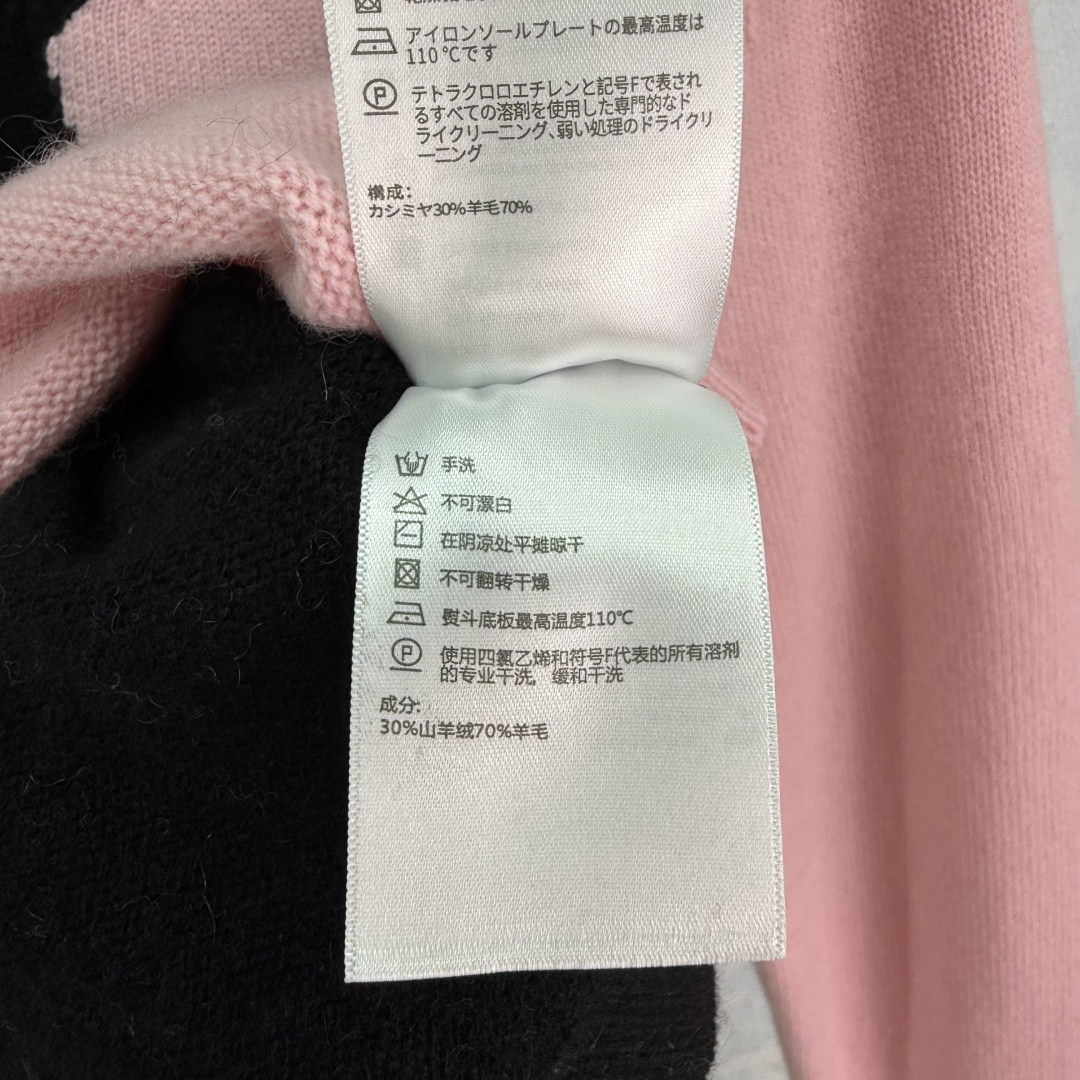 アイロンソールプレートの最高温度は
110℃です
P
テトラクロロエチレンと記号Fで表され
るすべての溶剤を使用した専門的なド
ライクリーニング、弱い処理のドライクリ
ーニング
構成：
カシミヤ30%羊毛70%
手洗
不可漂白
在阴凉处平摊晾干
不可翻转干燥
熨斗底板最高温度110℃
P
使用四氯乙烯和符号F代表的所有溶剂
的专业干洗，缓和干洗
成分：
30%山羊绒70%羊毛